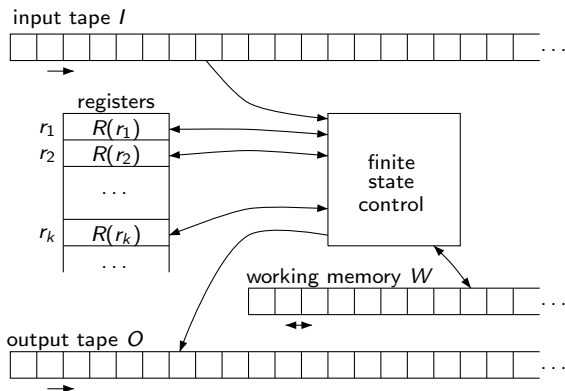 input tape I
...
registers
r1 R(r1)
r2 R(r2)
...
rk R(rk)
...
finite
state
control
working memory W
...
output tape O
...